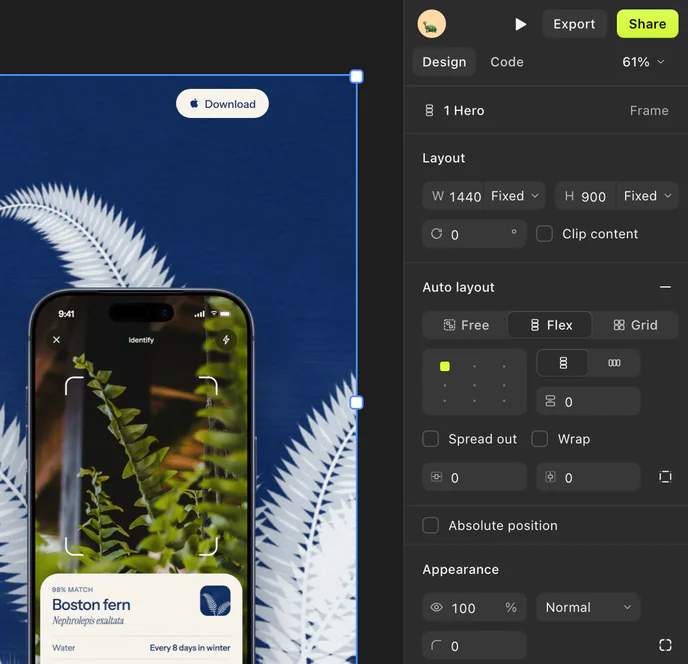 Export
Share
Design
Code
61%
Download
1 Hero
Frame
Layout
W 1440 Fixed
H 900 Fixed
0 °
Clip content
Auto layout
Free
Flex
Grid
0
Spread out
Wrap
0
0
Absolute position
Appearance
100 %
Normal
0
9:41
Identify
98% MATCH
Boston fern
Nephrolepis exaltata
Water
Every 8 days in winter